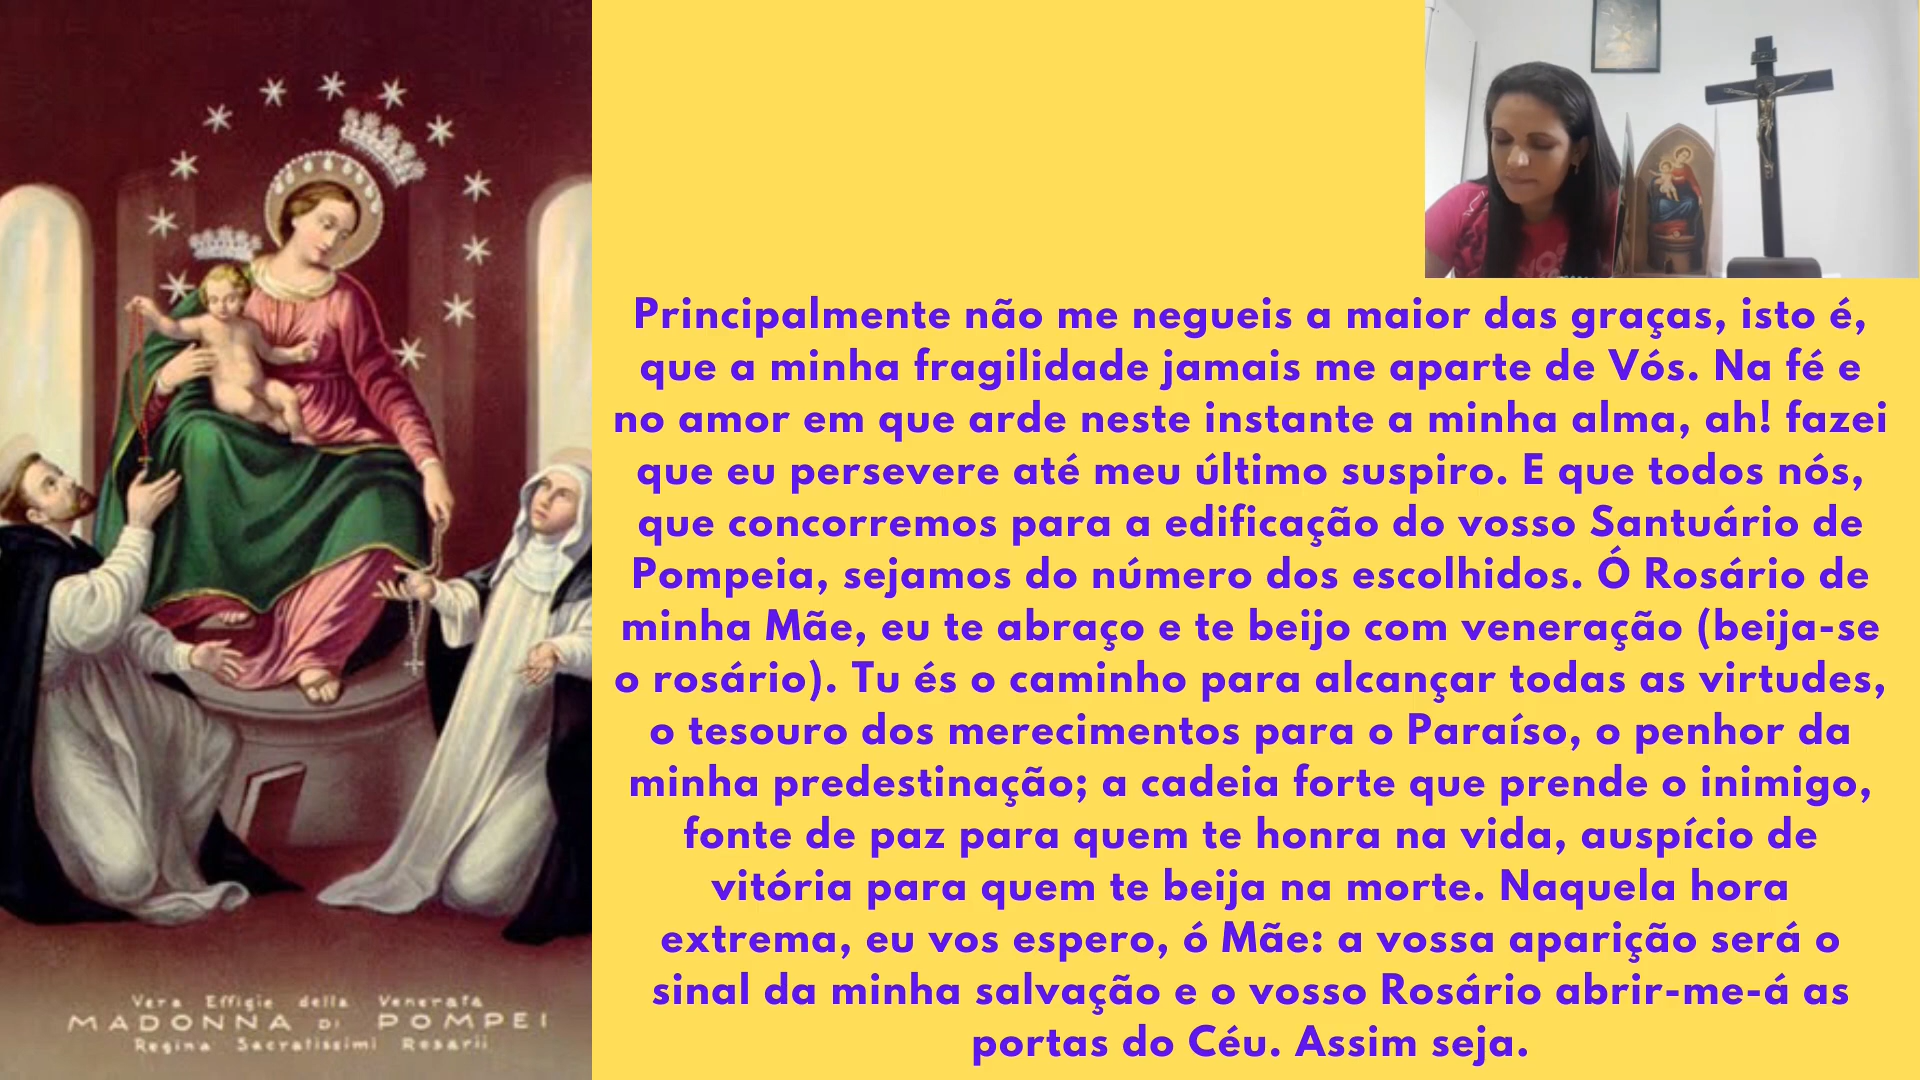 Principalmente não me negueis a maior das graças, isto é,
que a minha fragilidade jamais me aparte de Vós. Na fé e
no amor em que arde neste instante a minha alma, ah! fazei
que eu persevere até meu último suspiro. E que todos nós,
que concorremos para a edificação do vosso Santuário de
Pompeia, sejamos do número dos escolhidos. Ó Rosário de
minha Mãe, eu te abraço e te beijo com veneração (beija-se
o rosário). Tu és o caminho para alcançar todas as virtudes,
o tesouro dos merecimentos para o Paraíso, o penhor da
minha predestinação; a cadeia forte que prende o inimigo,
fonte de paz para quem te honra na vida, auspício de
vitória para quem te beija na morte. Naquela hora
extrema, eu vos espero, ó Mãe: a vossa aparição será o
sinal da minha salvação e o vosso Rosário abrir-me-á as
portas do Céu. Assim seja.
Vera Effigie della Venerata
MADONNA DI POMPEI
Regina Sacratissimi Rosarii